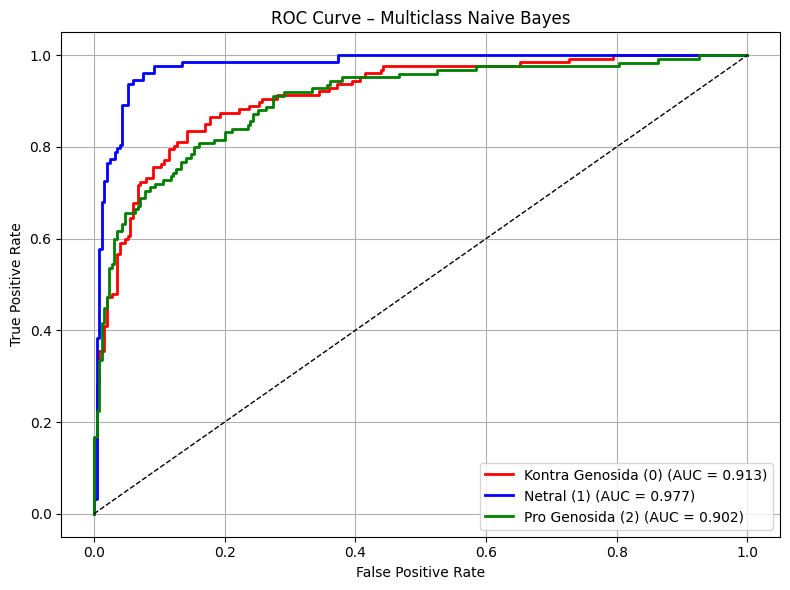 ROC Curve – Multiclass Naive Bayes
True Positive Rate
1.0
0.8
0.6
0.4
0.2
0.0
Kontra Genosida (0) (AUC = 0.913)
Netral (1) (AUC = 0.977)
Pro Genosida (2) (AUC = 0.902)
0.0 0.2 0.4 0.6 0.8 1.0
False Positive Rate